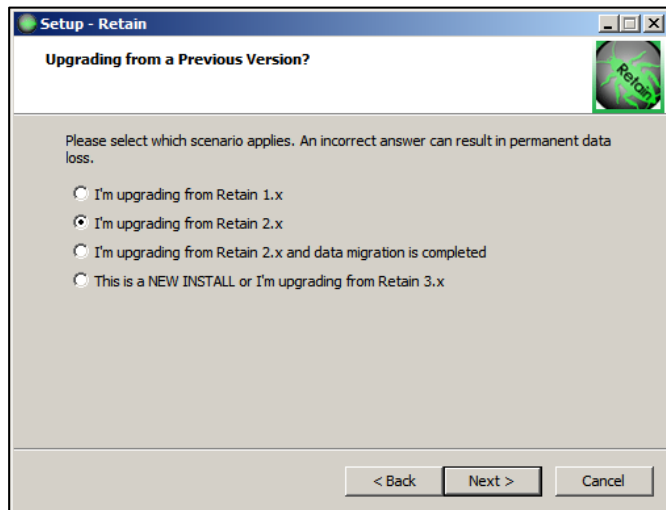 Setup - Retain
Upgrading from a Previous Version?
Retain
Please select which scenario applies. An incorrect answer can result in permanent data
loss.
I'm upgrading from Retain 1.x
I'm upgrading from Retain 2.x
I'm upgrading from Retain 2.x and data migration is completed
This is a NEW INSTALL or I'm upgrading from Retain 3.x
< Back Next > Cancel